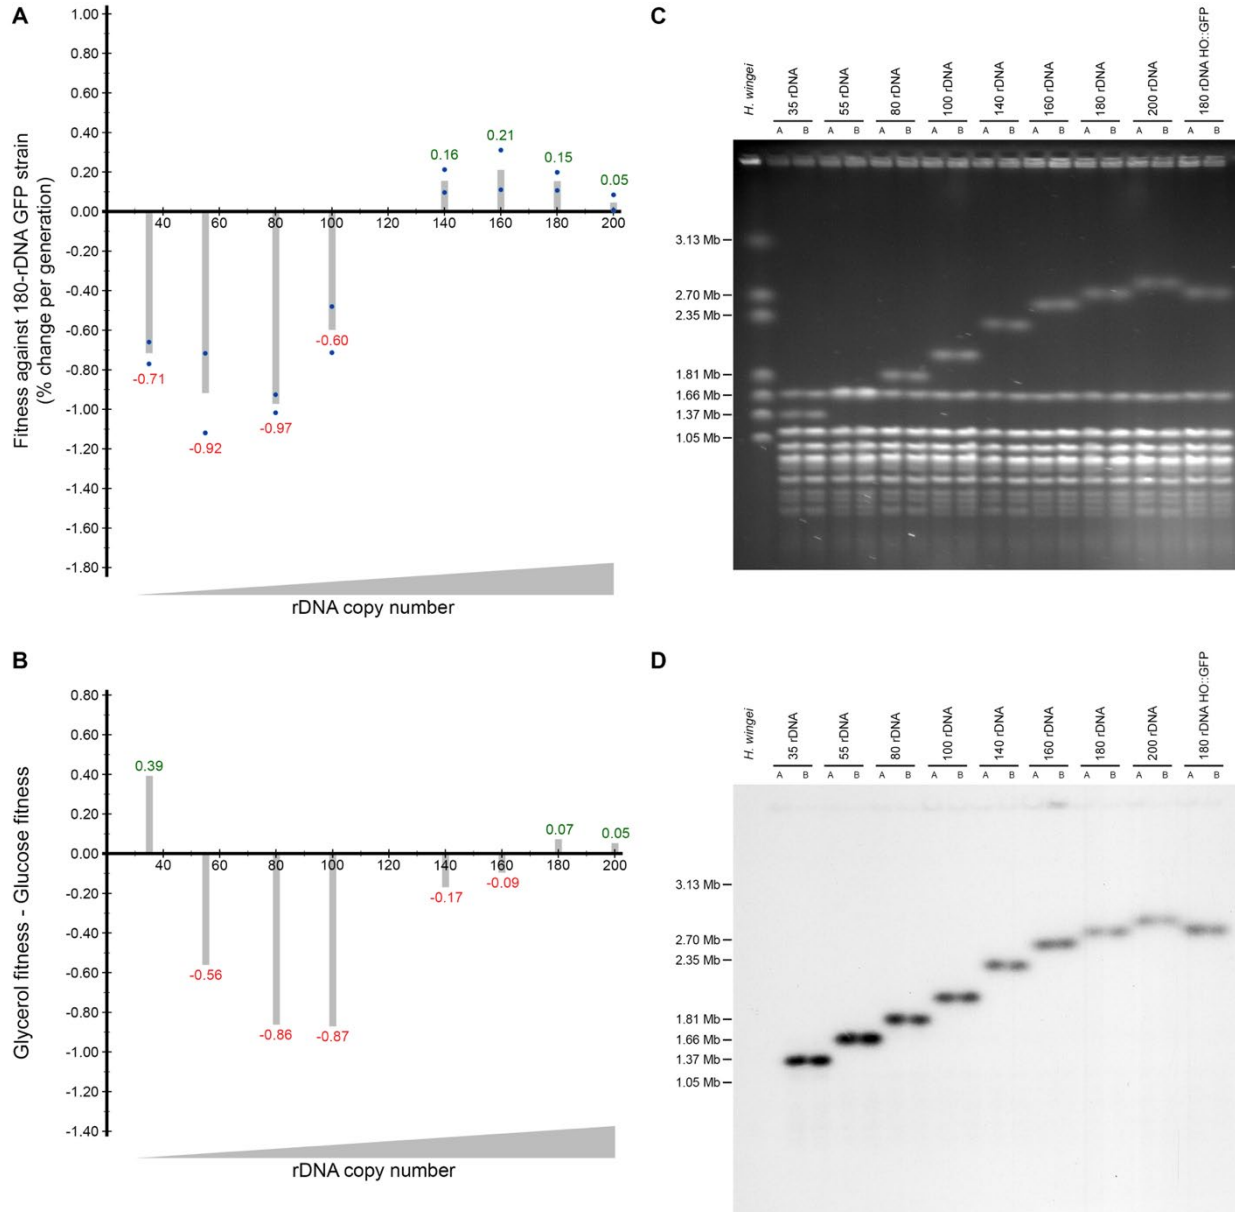 A
1.00
0.80
0.60
0.40
0.20
0.00
-0.20
-0.40
-0.60
-0.80
-1.00
-1.20
-1.40
-1.60
-1.80
Fitness against 180-rDNA GFP strain
(% change per generation)
40 60 80 100 120 140 160 180 200
-0.71
-0.92
-0.97
-0.60
0.16
0.21
0.15
0.05
rDNA copy number
B
0.80
0.60
0.40
0.20
0.00
-0.20
-0.40
-0.60
-0.80
-1.00
-1.20
-1.40
Glycerol fitness - Glucose fitness
40 60 80 100 120 140 160 180 200
0.39
-0.56
-0.86
-0.87
-0.17
-0.09
0.07
0.05
rDNA copy number
C
H. wingei
35 rDNA
55 rDNA
80 rDNA
100 rDNA
140 rDNA
160 rDNA
180 rDNA
200 rDNA
180 rDNA HO::GFP
A B A B A B A B A B A B A B A B A B
3.13 Mb
2.70 Mb
2.35 Mb
1.81 Mb
1.66 Mb
1.37 Mb
1.05 Mb
D
H. wingei
35 rDNA
55 rDNA
80 rDNA
100 rDNA
140 rDNA
160 rDNA
180 rDNA
200 rDNA
180 rDNA HO::GFP
A B A B A B A B A B A B A B A B A B
3.13 Mb
2.70 Mb
2.35 Mb
1.81 Mb
1.66 Mb
1.37 Mb
1.05 Mb